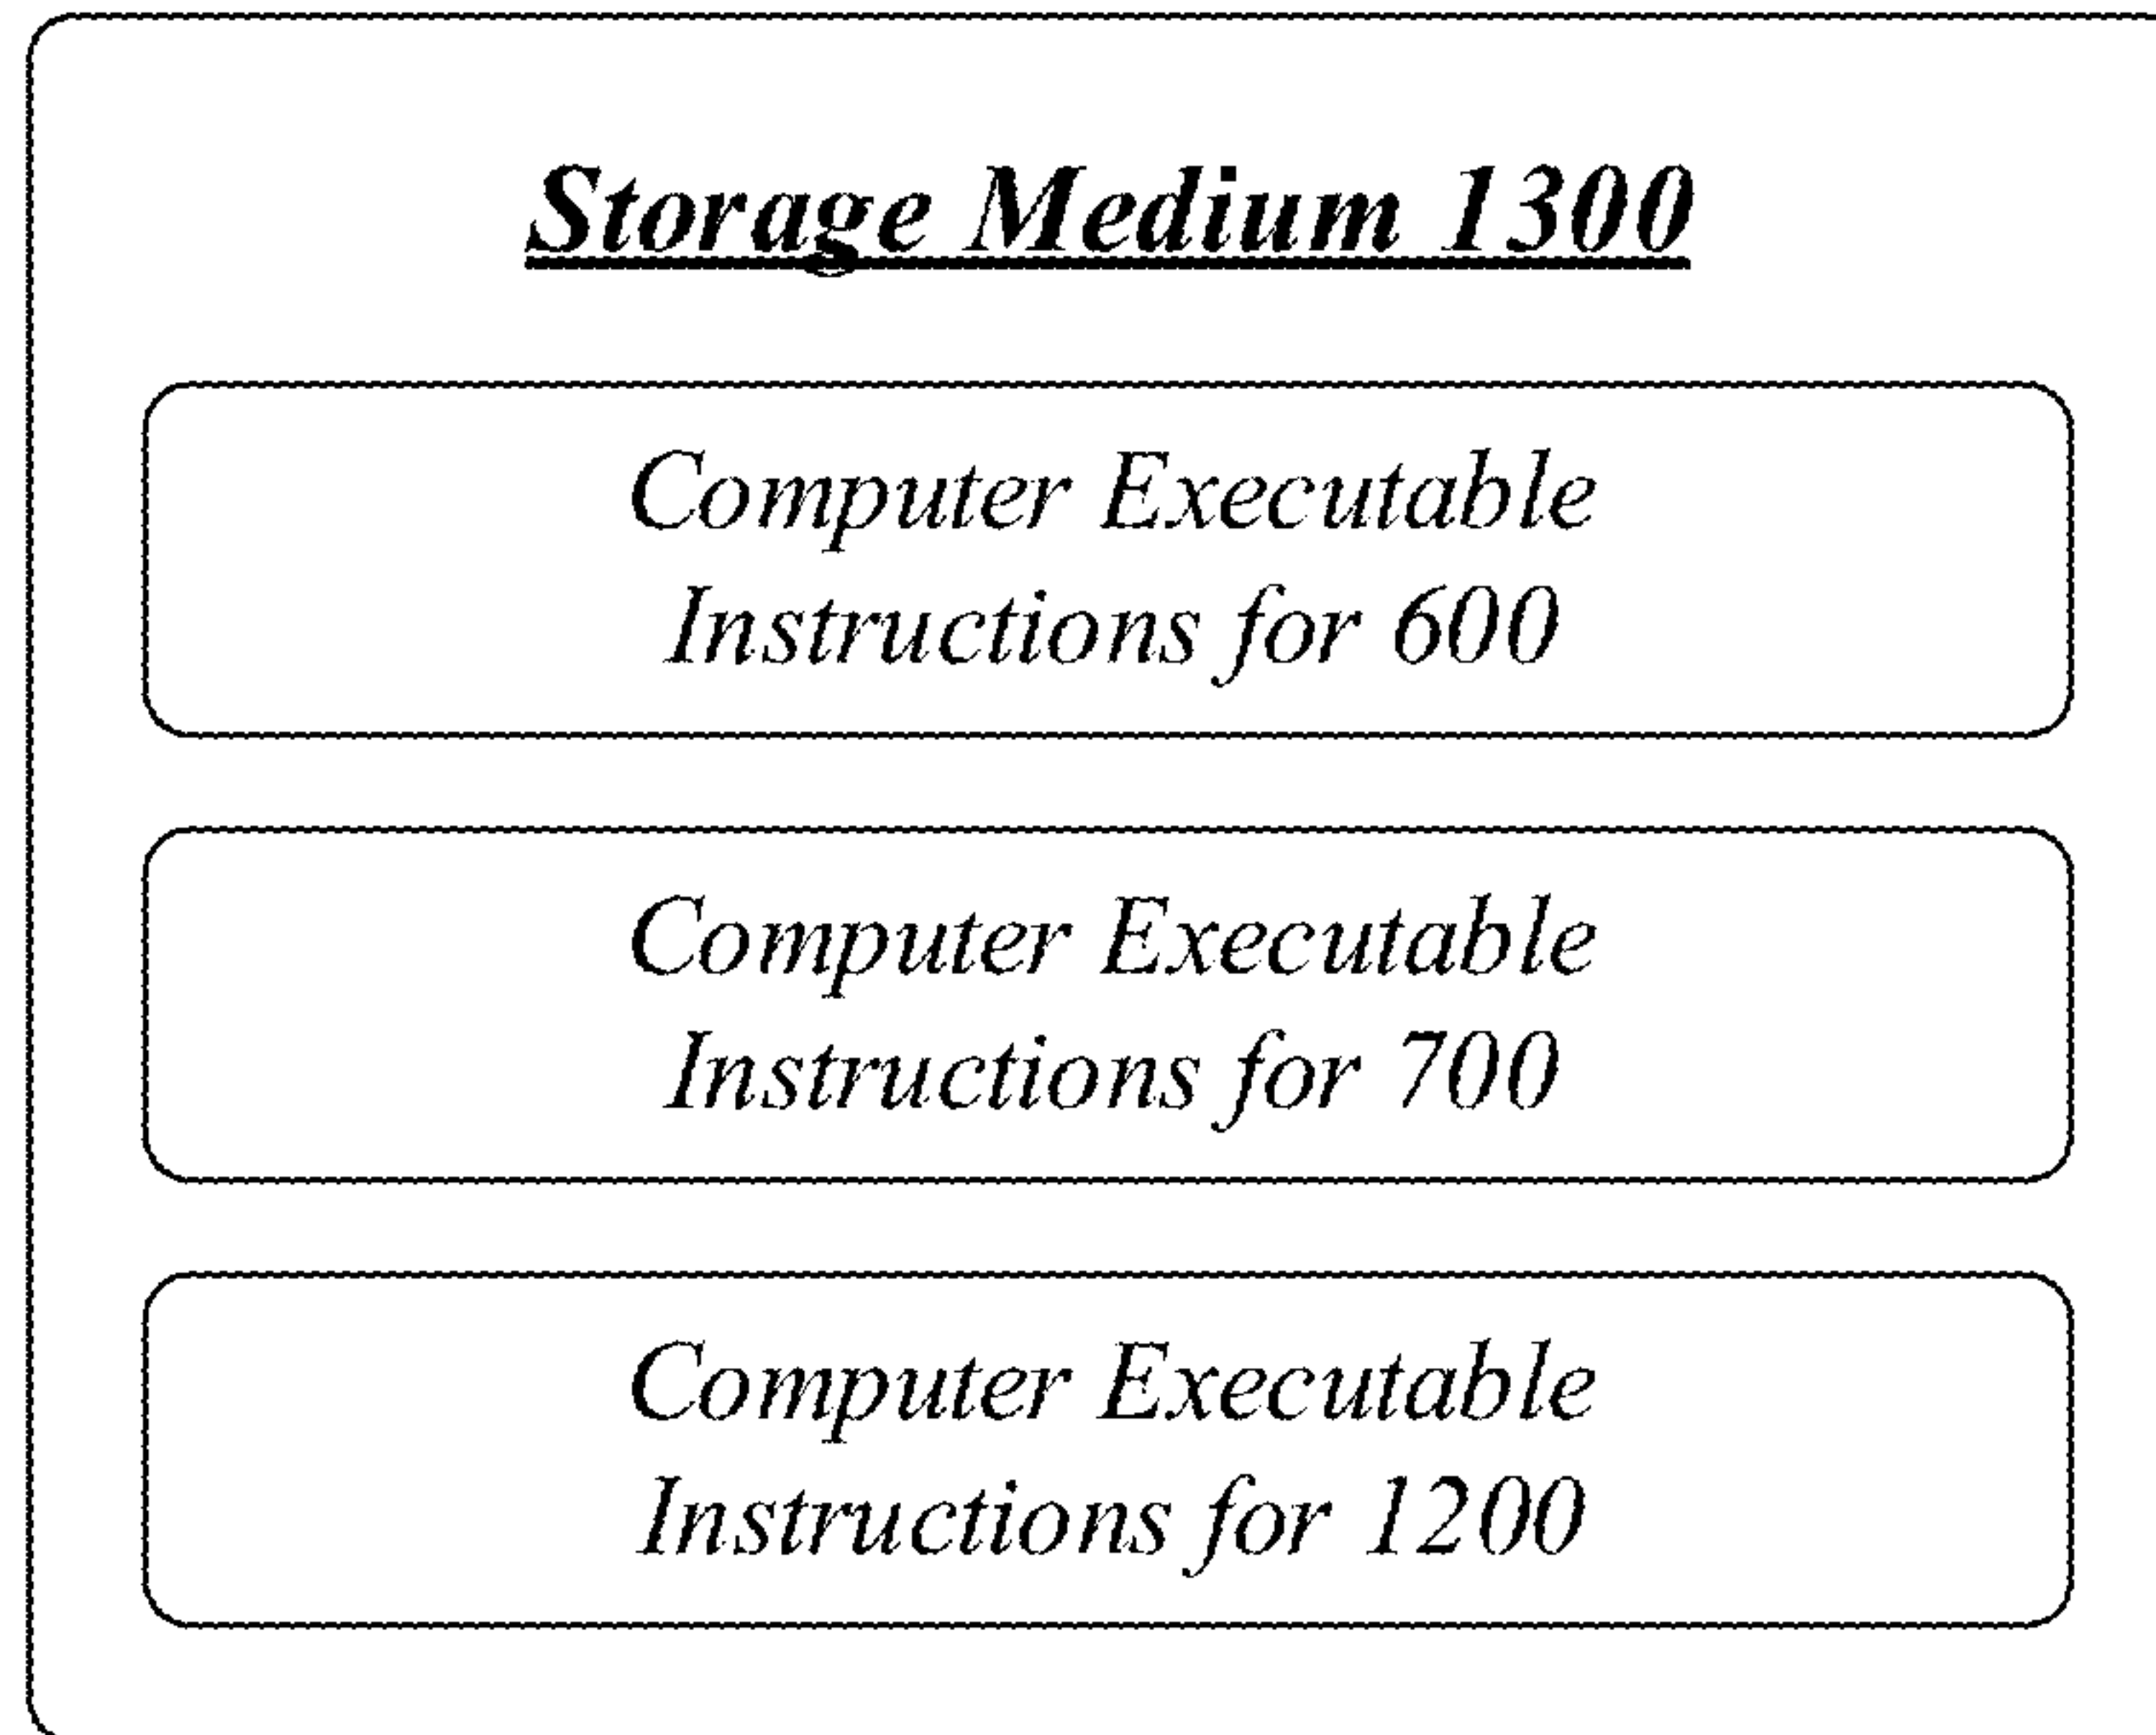 Storage Medium 1300
Computer Executable
Instructions for 600
Computer Executable
Instructions for 700
Computer Executable
Instructions for 1200